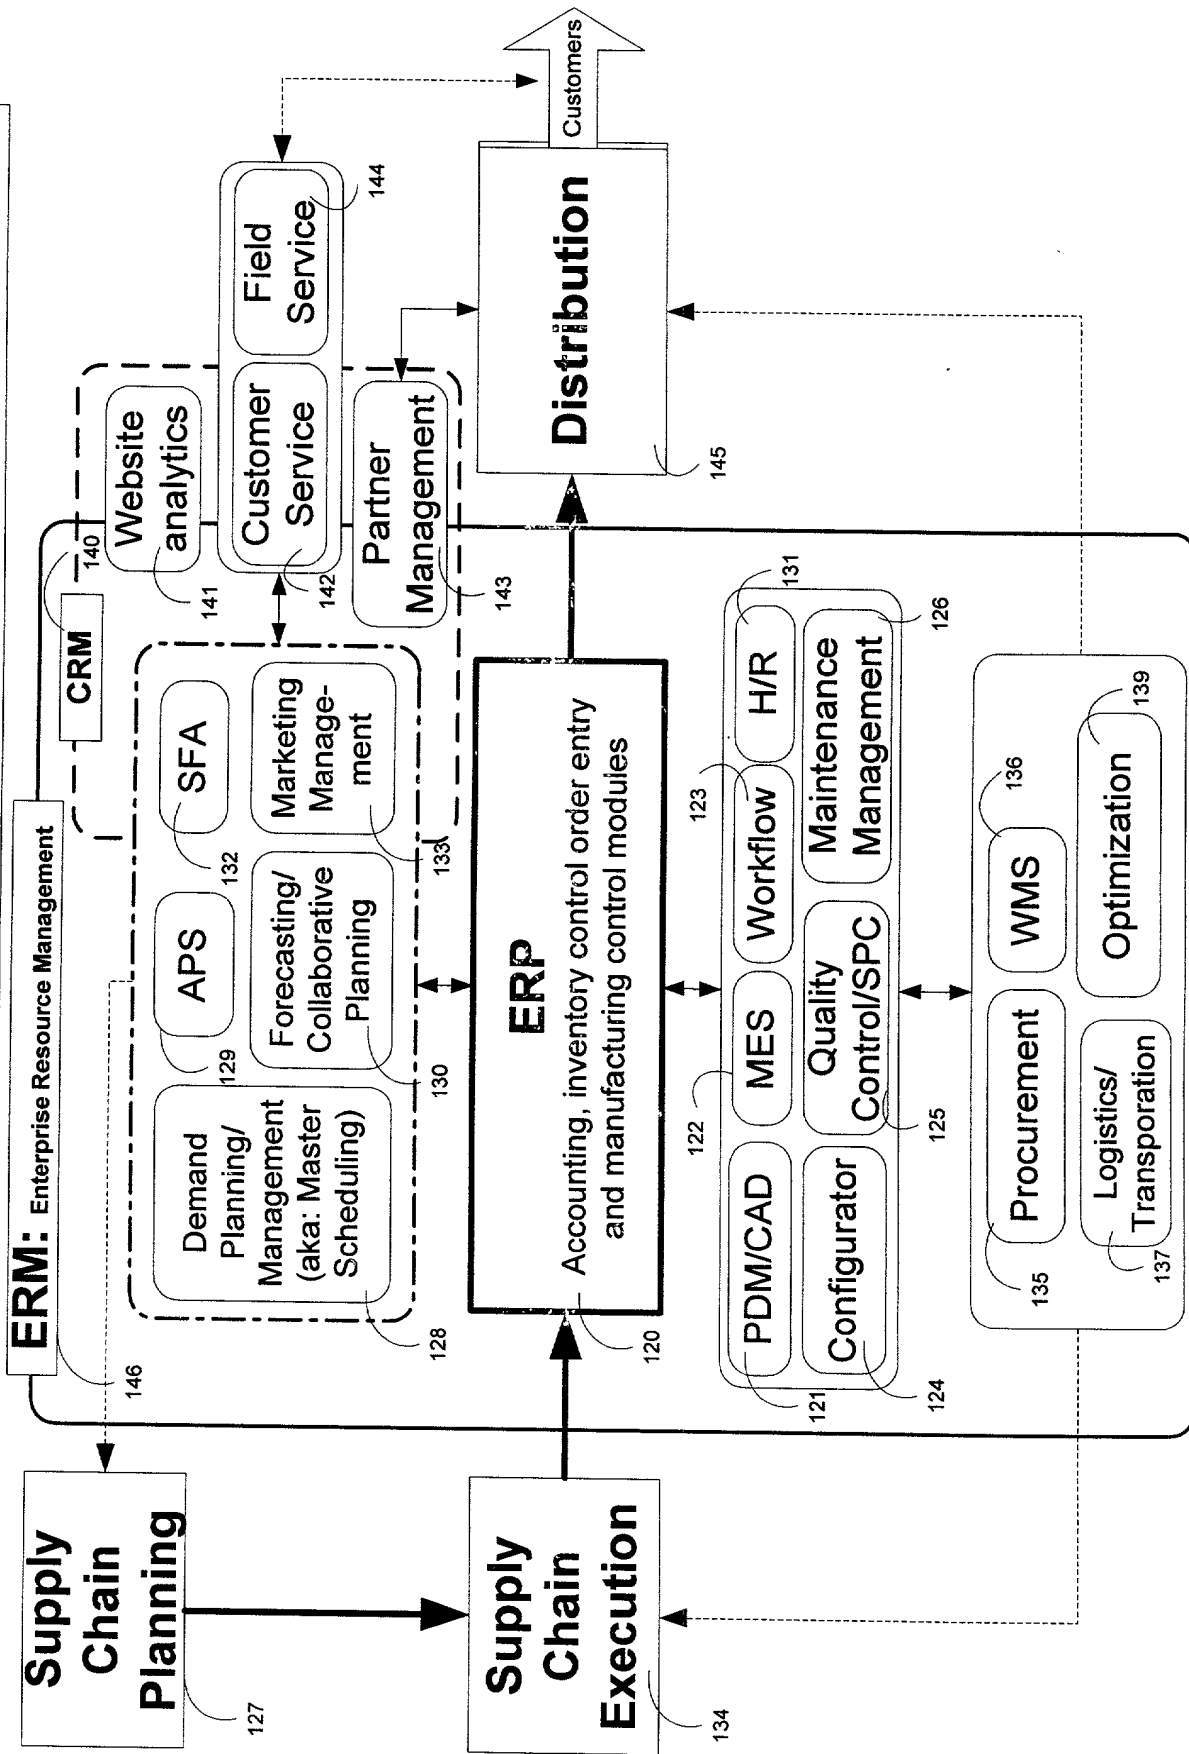 ERM: Enterprise Resource Management
146
CRM
140
Supply
Chain
Planning
127
Demand
Planning/
Management
(aka: Master
Scheduling)
128
APS
129
Forecasting/
Collaborative
Planning
130
SFA
132
Marketing
Manage-
ment
133
Website
analytics
141
Customer
Service
142
Field
Service
144
Partner
Management
143
Supply
Chain
Execution
134
ERP
Accounting, inventory control order entry
and manufacturing control modules
120
Distribution
145
Customers
PDM/CAD
121
MES
122
Workflow
123
H/R
131
Configurator
124
Quality
Control/SPC
125
Maintenance
Management
126
Procurement
135
WMS
136
Logistics/
Transporation
137
Optimization
139